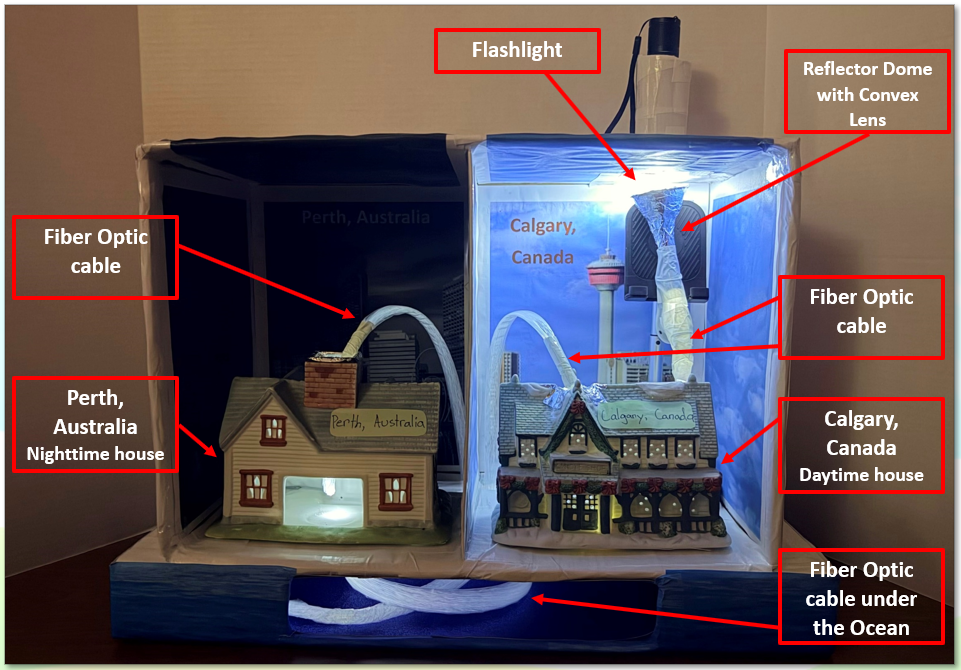 Flashlight
Reflector Dome
with Convex
Lens
Perth, Australia
Calgary,
Canada
Fiber Optic
cable
Fiber Optic
cable
Perth,
Australia
Nighttime house
Perth, Australia
Calgary, Canada
Calgary,
Canada
Daytime house
Fiber Optic
cable under
the Ocean